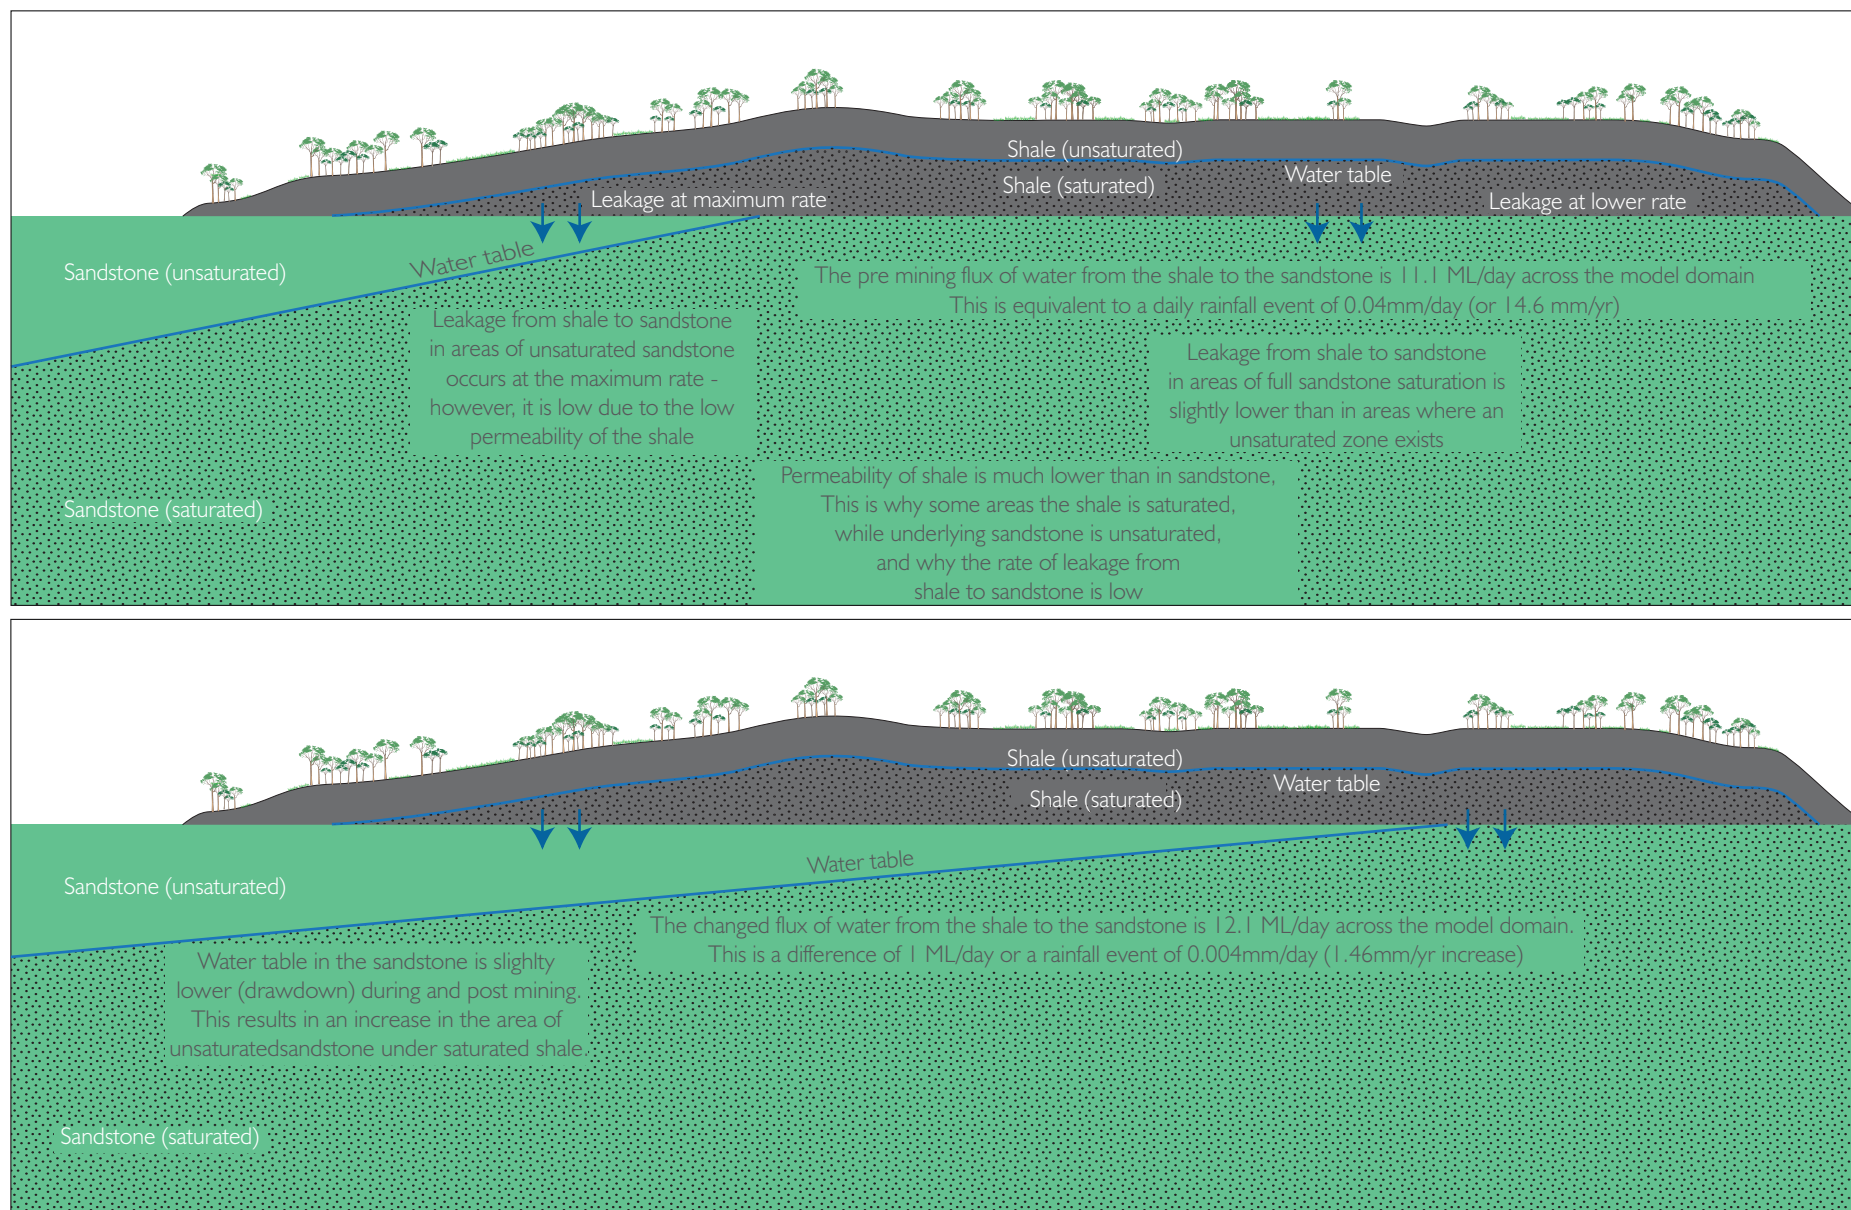 Shale (unsaturated)
Shale (saturated)
Water table
Leakage at maximum rate
Leakage at lower rate
Water table
Sandstone (unsaturated)
The pre mining flux of water from the shale to the sandstone is 11.1 ML/day across the model domain
This is equivalent to a daily rainfall event of 0.04mm/day (or 14.6 mm/yr)
Leakage from shale to sandstone
in areas of unsaturated sandstone
occurs at the maximum rate -
however, it is low due to the low
permeability of the shale
Leakage from shale to sandstone
in areas of full sandstone saturation is
slightly lower than in areas where an
unsaturated zone exists
Permeability of shale is much lower than in sandstone,
This is why some areas the shale is saturated,
while underlying sandstone is unsaturated,
and why the rate of leakage from
shale to sandstone is low
Sandstone (saturated)
Shale (unsaturated)
Water table
Shale (saturated)
Water table
Sandstone (unsaturated)
The changed flux of water from the shale to the sandstone is 12.1 ML/day across the model domain.
This is a difference of 1 ML/day or a rainfall event of 0.004mm/day (1.46mm/yr increase)
Water table in the sandstone is slighlty
lower (drawdown) during and post mining.
This results in an increase in the area of
unsaturatedsandstone under saturated shale.
Sandstone (saturated)